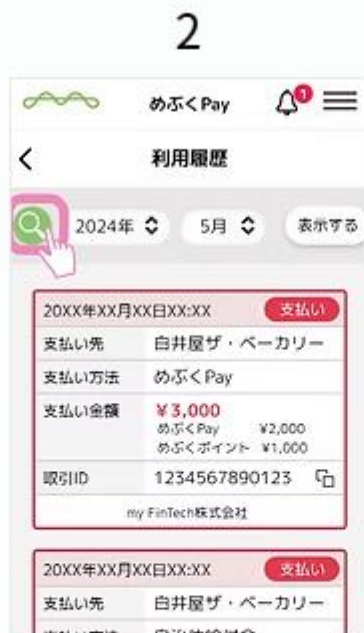 2
めぶくPay
1
利用履歴
2024年 5月 表示する
20XX年XX月XX日XX:XX 支払い
支払い先 白井屋ザ・ベーカリー
支払い方法 めぶくPay
支払い金額 ¥3,000
めぶくPay ¥2,000
めぶくポイント ¥1,000
取引ID 1234567890123
my FinTech株式会社
20XX年XX月XX日XX:XX 支払い
支払い先 白井屋ザ・ベーカリー